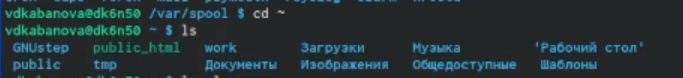 vdkabanova@dk6n50 /var/spool $ cd ~
vdkabanova@dk6n50 ~ $ ls
GNUstep public_html work Загрузки Музыка 'Рабочий стол'
public tmp Документы Изображения Общедоступные Шаблоны